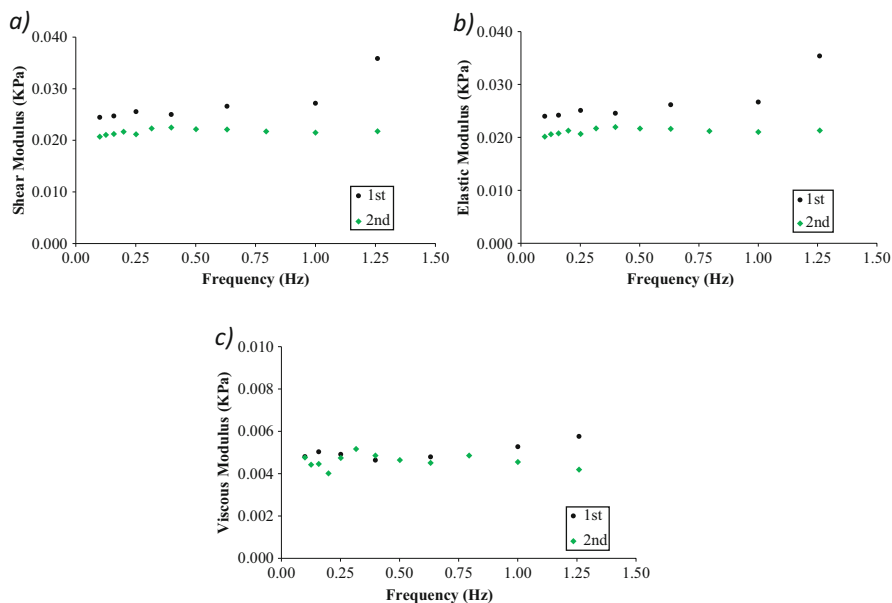 a)
0.040
0.030
0.020
0.010
0.000
Shear Modulus (KPa)
0.00 0.25 0.50 0.75 1.00 1.25 1.50
Frequency (Hz)
1st
2nd
b)
0.040
0.030
0.020
0.010
0.000
Elastic Modulus (KPa)
0.00 0.25 0.50 0.75 1.00 1.25 1.50
Frequency (Hz)
1st
2nd
c)
0.010
0.008
0.006
0.004
0.002
0.000
Viscous Modulus (KPa)
0.00 0.25 0.50 0.75 1.00 1.25 1.50
Frequency (Hz)
1st
2nd